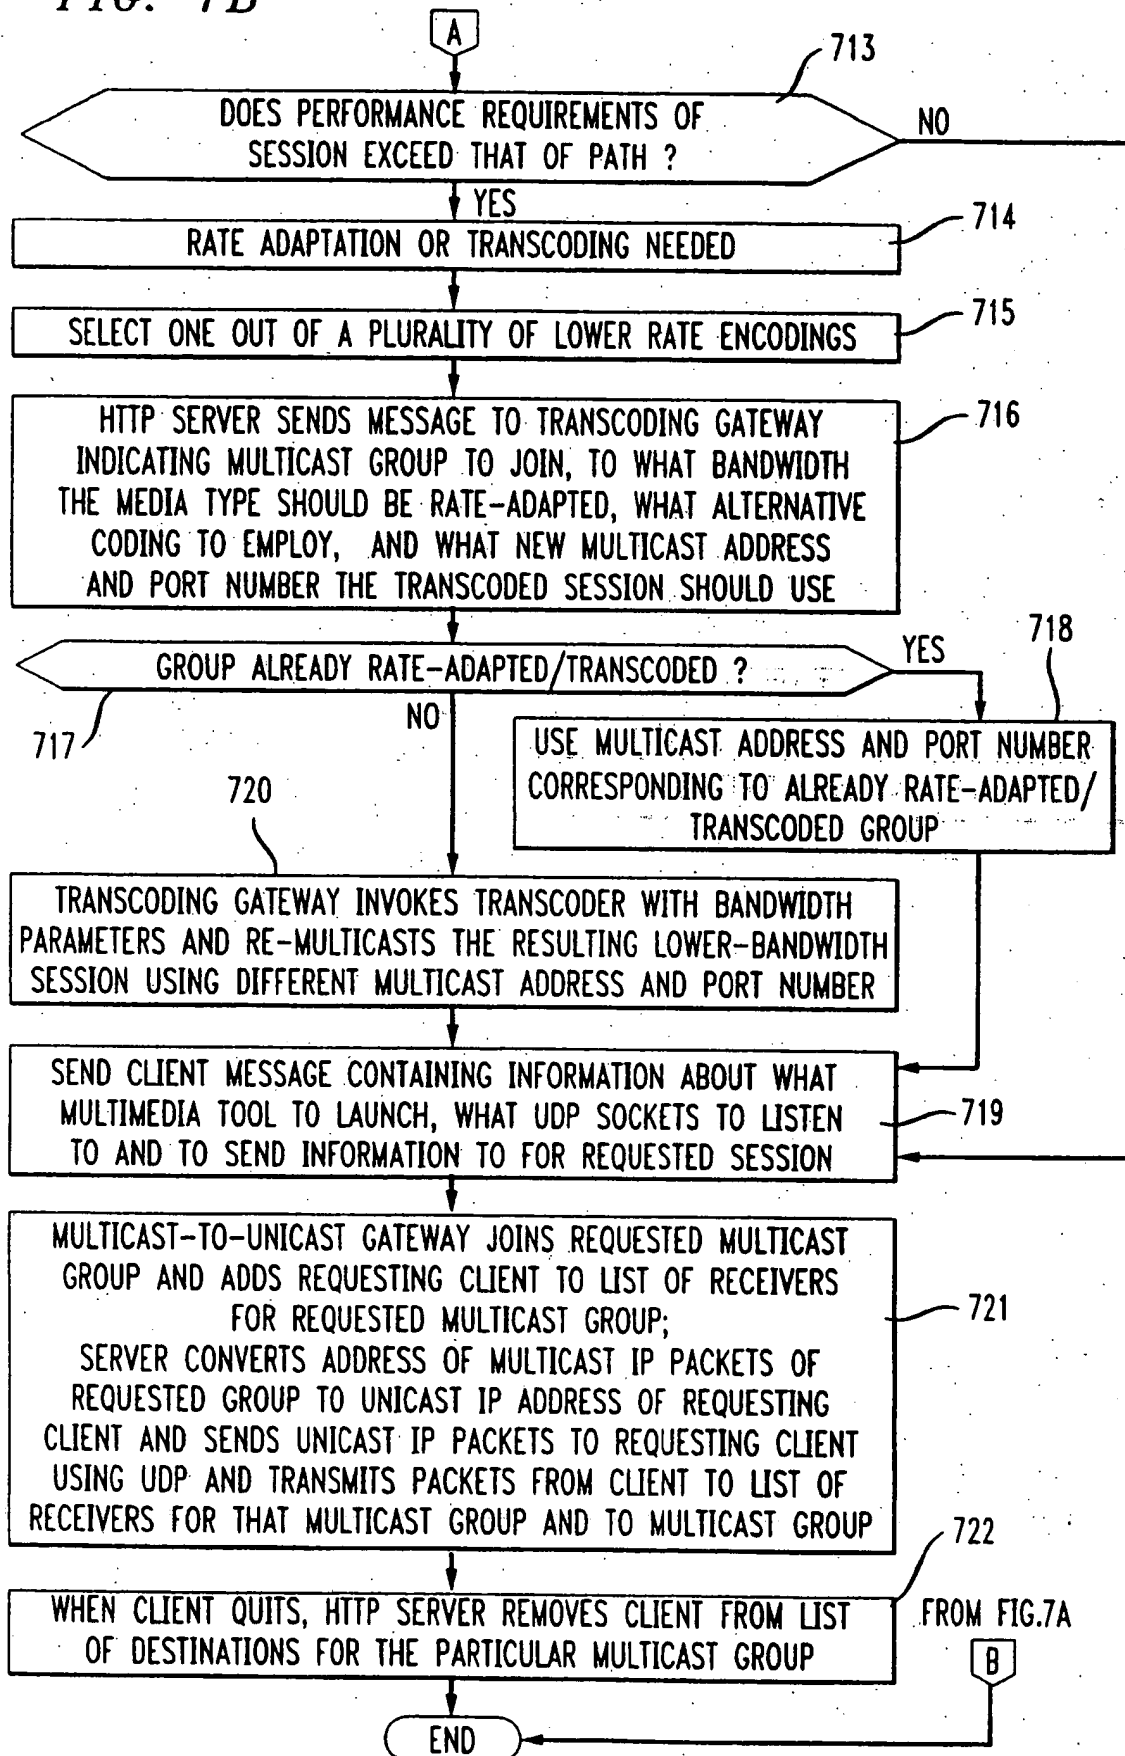 FIG. 7B
A
713
DOES PERFORMANCE REQUIREMENTS OF
SESSION EXCEED THAT OF PATH ?
NO
YES
714
RATE ADAPTATION OR TRANSCODING NEEDED
715
SELECT ONE OUT OF A PLURALITY OF LOWER RATE ENCODINGS
716
HTTP SERVER SENDS MESSAGE TO TRANSCODING GATEWAY
INDICATING MULTICAST GROUP TO JOIN, TO WHAT BANDWIDTH
THE MEDIA TYPE SHOULD BE RATE-ADAPTED, WHAT ALTERNATIVE
CODING TO EMPLOY, AND WHAT NEW MULTICAST ADDRESS
AND PORT NUMBER THE TRANSCODED SESSION SHOULD USE
GROUP ALREADY RATE-ADAPTED/TRANSCODED ?
YES
718
NO
717
USE MULTICAST ADDRESS AND PORT NUMBER
CORRESPONDING TO ALREADY RATE-ADAPTED/
TRANSCODED GROUP
720
TRANSCODING GATEWAY INVOKES TRANSCODER WITH BANDWIDTH
PARAMETERS AND RE-MULTICASTS THE RESULTING LOWER-BANDWIDTH
SESSION USING DIFFERENT MULTICAST ADDRESS AND PORT NUMBER
SEND CLIENT MESSAGE CONTAINING INFORMATION ABOUT WHAT
MULTIMEDIA TOOL TO LAUNCH, WHAT UDP SOCKETS TO LISTEN
TO AND TO SEND INFORMATION TO FOR REQUESTED SESSION
719
MULTICAST-TO-UNICAST GATEWAY JOINS REQUESTED MULTICAST
GROUP AND ADDS REQUESTING CLIENT TO LIST OF RECEIVERS
FOR REQUESTED MULTICAST GROUP;
SERVER CONVERTS ADDRESS OF MULTICAST IP PACKETS OF
REQUESTED GROUP TO UNICAST IP ADDRESS OF REQUESTING
CLIENT AND SENDS UNICAST IP PACKETS TO REQUESTING CLIENT
USING UDP AND TRANSMITS PACKETS FROM CLIENT TO LIST OF
RECEIVERS FOR THAT MULTICAST GROUP AND TO MULTICAST GROUP
721
722
WHEN CLIENT QUITS, HTTP SERVER REMOVES CLIENT FROM LIST
OF DESTINATIONS FOR THE PARTICULAR MULTICAST GROUP
FROM FIG.7A
B
END